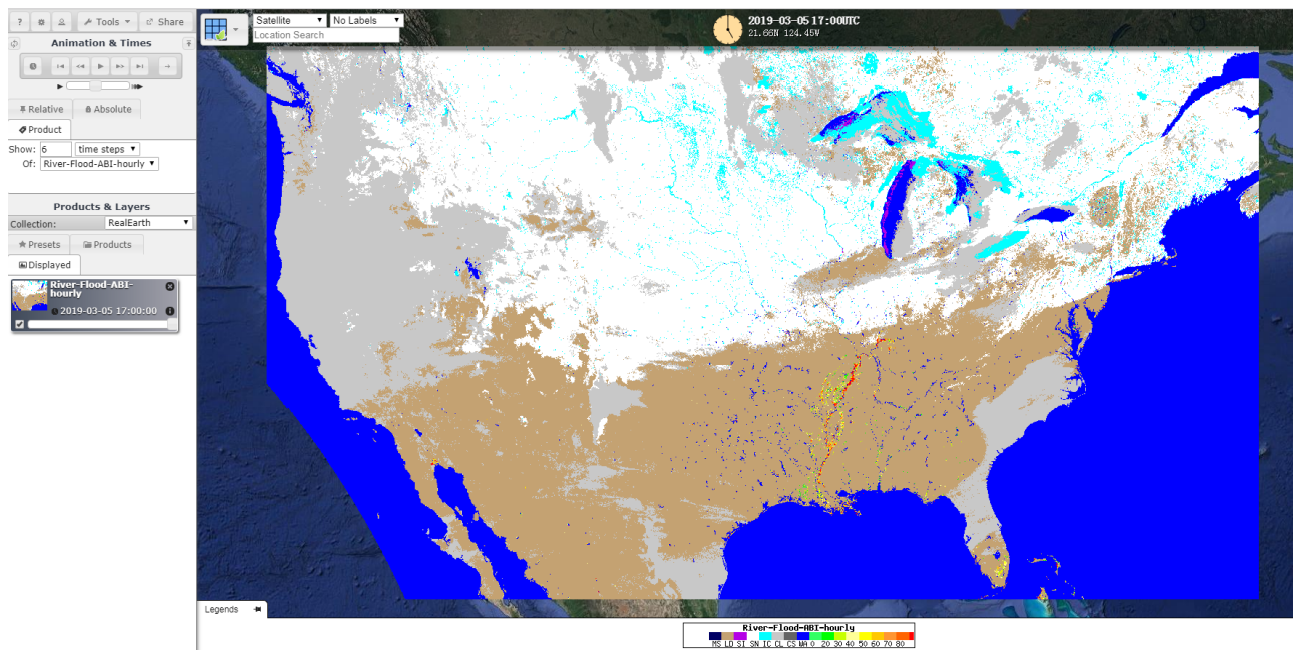 ? Tools Share
Animation & Times
Relative Absolute
Product
Show: 6 time steps
Of: River-Flood-ABI-hourly
Products & Layers
Collection: RealEarth
Presets Products
Displayed
River-Flood-ABI-
hourly
2019-03-05 17:00:00
Satellite No Labels
Location Search
2019-03-05 17:00UTC
21.66N 124.45W
Legends
River-Flood-ABI-hourly
MS LD SI SN IC CL CS WA 0 20 30 40 50 60 70 80